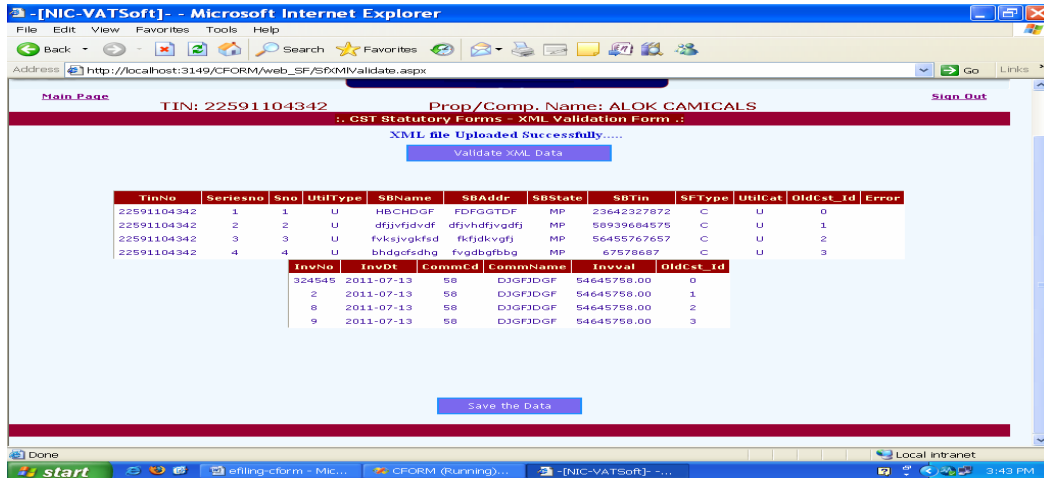 -[NIC-VATSoft]- - Microsoft Internet Explorer
File Edit View Favorites Tools Help
Back Search Favorites
Address http://localhost:3149/CFORM/web_SF/SfXMlValidate.aspx Go Links
Main Page Sign Out
TIN: 22591104342 Prop/Comp. Name: ALOK CAMICALS
:. CST Statutory Forms - XML Validation Form .:
XML file Uploaded Successfully.....
Validate XML Data
TinNo Seriesno Sno UtilType SBName SBAddr SBState SBTin SFType UtilCat OldCst_Id Error
22591104342 1 1 U HBCHDGF FDFGGTDF MP 23642327872 C U 0
22591104342 2 2 U dfjjvfjdvdf dfjvhdfjvgdfj MP 58939684575 C U 1
22591104342 3 3 U fvksjvgkfsd fkfjdkvgfj MP 56455767657 C U 2
22591104342 4 4 U bhdgcfsdhg fvgdbgfbbg MP 67578687 C U 3
InvNo InvDt CommCd CommName Invval OldCst_Id
324545 2011-07-13 58 DJGFJDGF 54645758.00 0
2 2011-07-13 58 DJGFJDGF 54645758.00 1
8 2011-07-13 58 DJGFJDGF 54645758.00 2
9 2011-07-13 58 DJGFJDGF 54645758.00 3
Save the Data
Done Local intranet
start efiling-cform - Mic... CFORM (Running)... -[NIC-VATSoft]- -... 3:43 PM